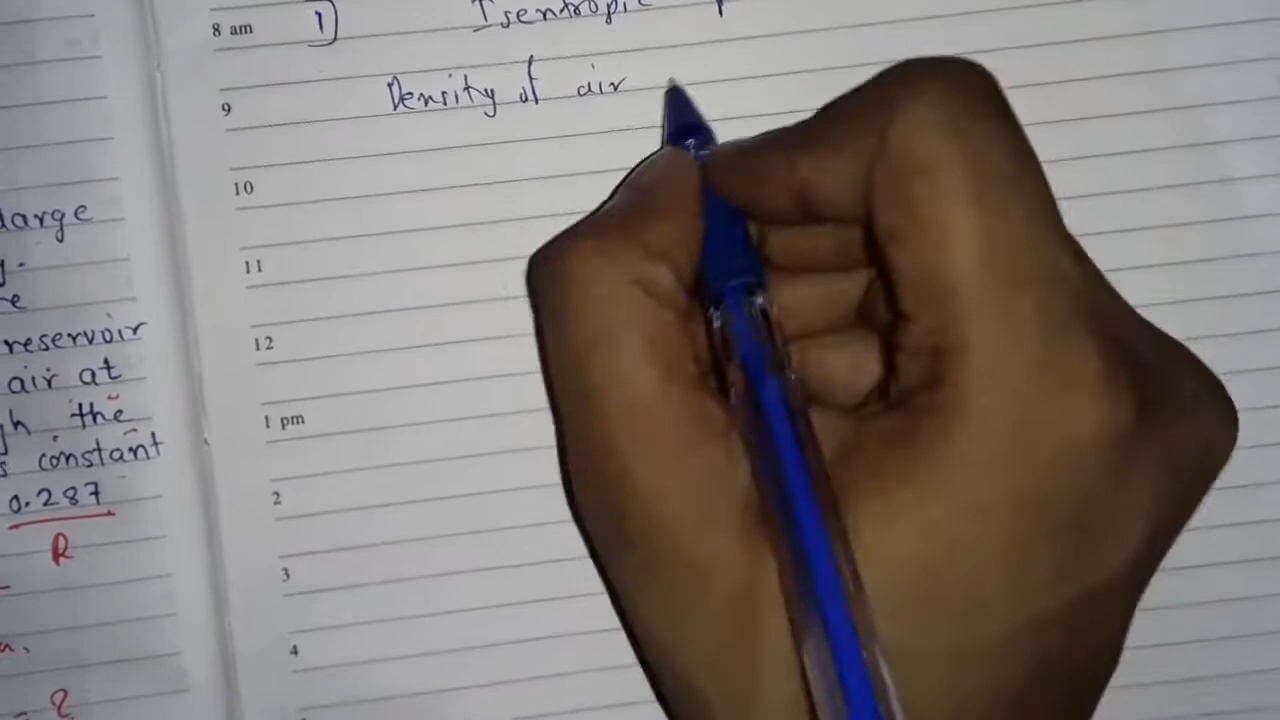 8 am 1) Isentropic
9 Density of air
10
11
12
1 pm
2
3
4
large
reservoir
air at
the
constant
0.287
R